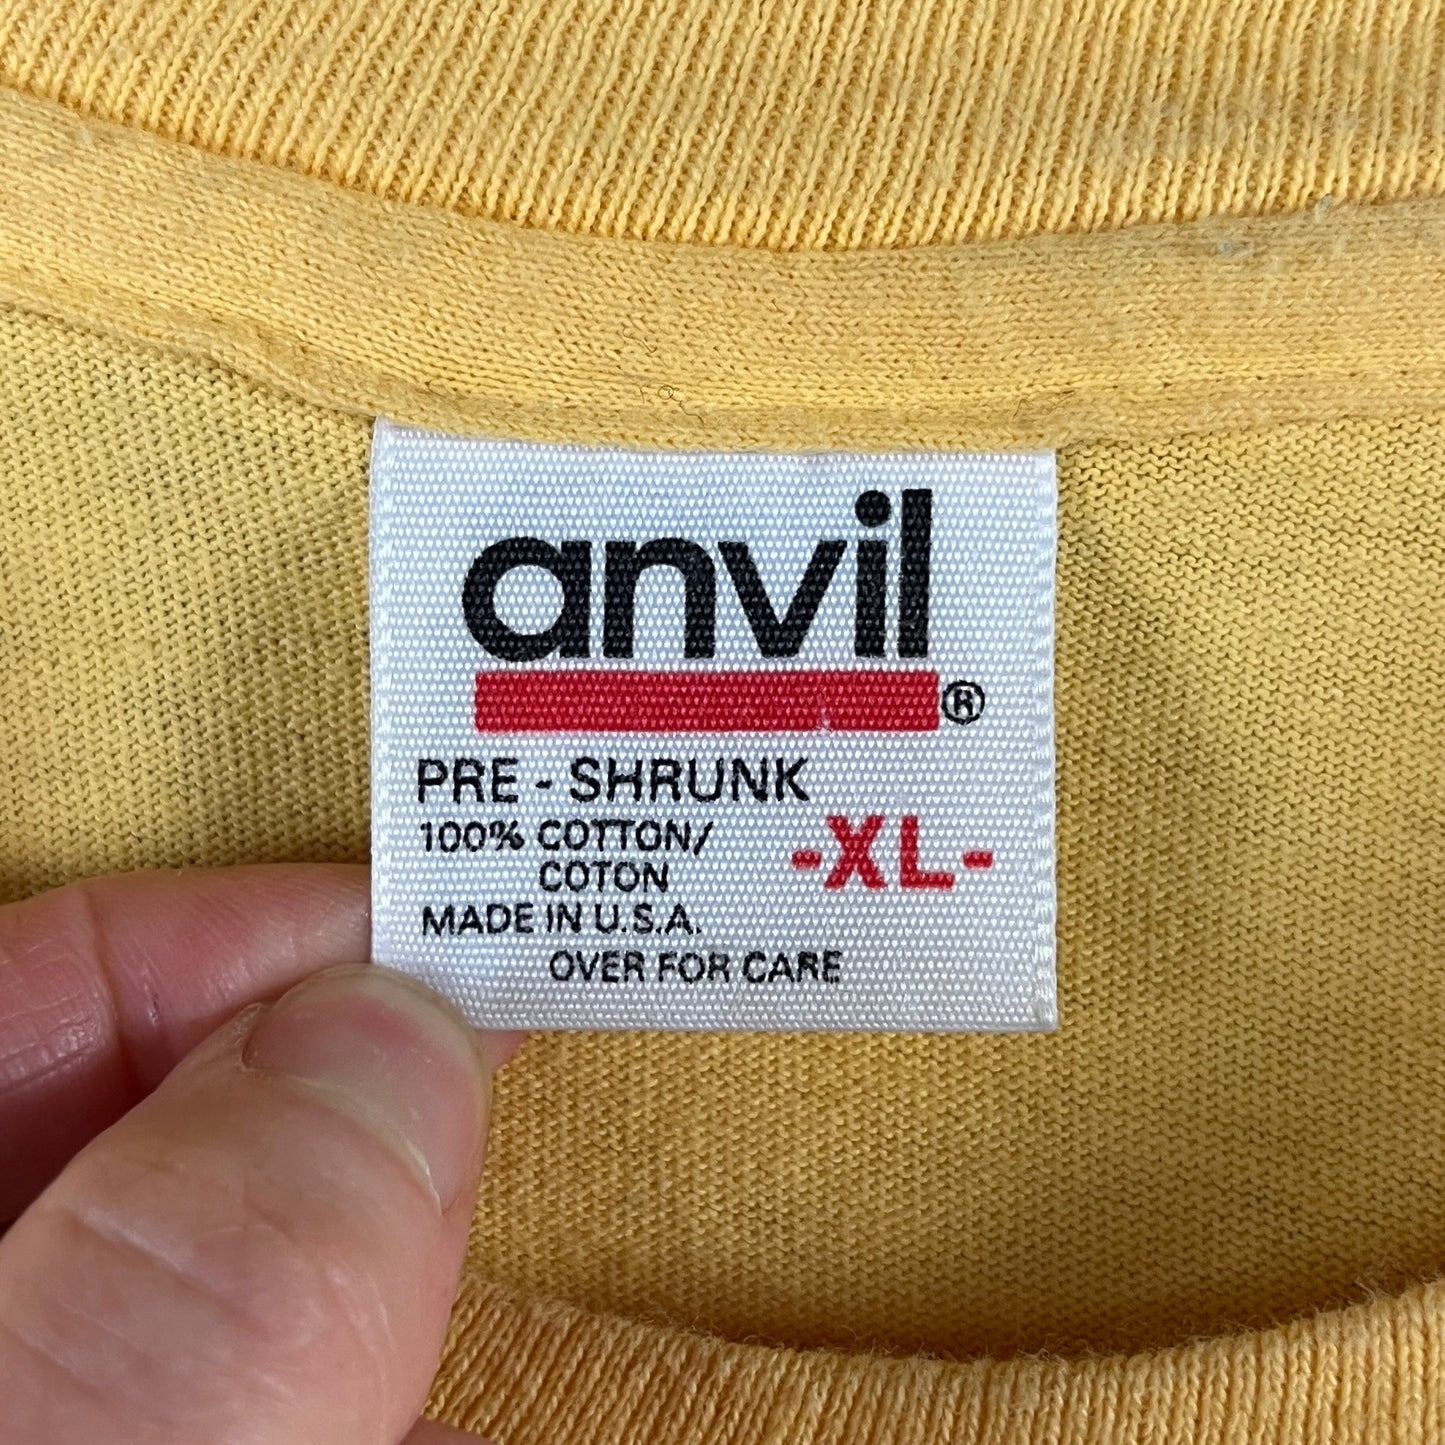 anvil®
PRE - SHRUNK
100% COTTON/
COTON
-XL-
MADE IN U.S.A.
OVER FOR CARE